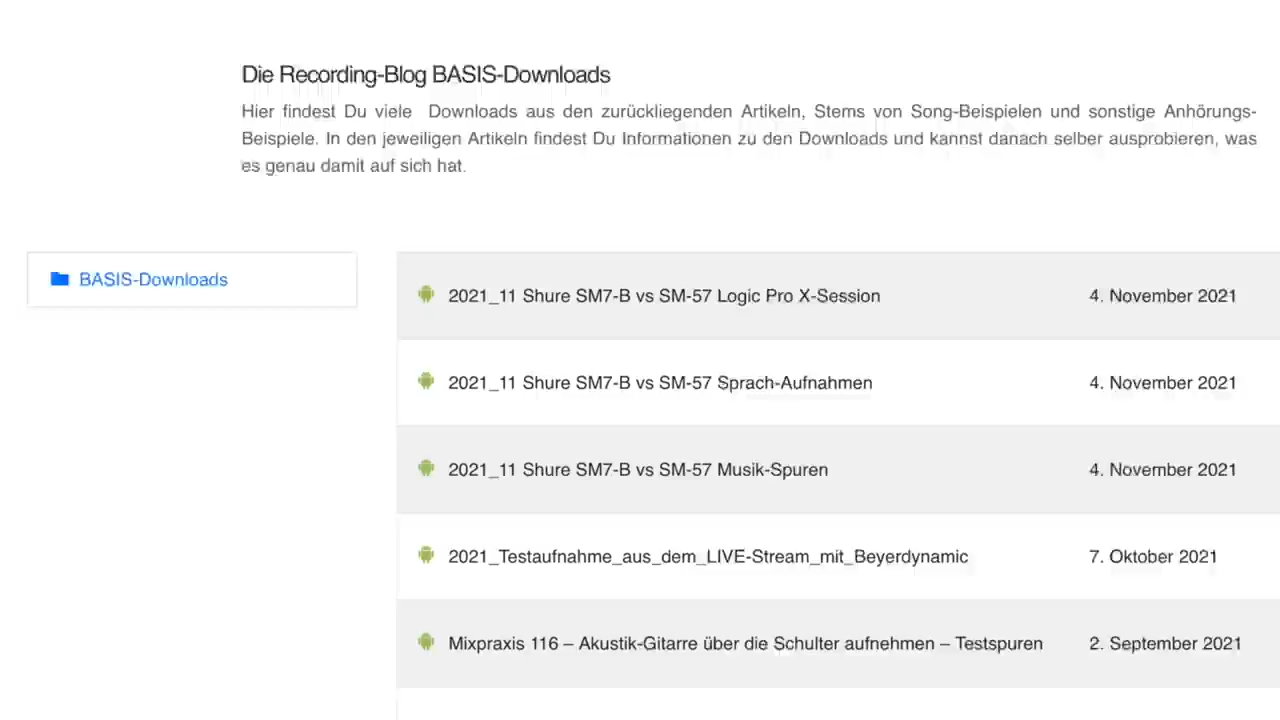 Die Recording-Blog BASIS-Downloads
Hier findest Du viele Downloads aus den zurückliegenden Artikeln, Stems von Song-Beispielen und sonstige Anhörungs-
Beispiele. In den jeweiligen Artikeln findest Du Informationen zu den Downloads und kannst danach selber ausprobieren, was
es genau damit auf sich hat.
BASIS-Downloads
2021_11 Shure SM7-B vs SM-57 Logic Pro X-Session 4. November 2021
2021_11 Shure SM7-B vs SM-57 Sprach-Aufnahmen 4. November 2021
2021_11 Shure SM7-B vs SM-57 Musik-Spuren 4. November 2021
2021_Testaufnahme_aus_dem_LIVE-Stream_mit_Beyerdynamic 7. Oktober 2021
Mixpraxis 116 – Akustik-Gitarre über die Schulter aufnehmen – Testspuren 2. September 2021